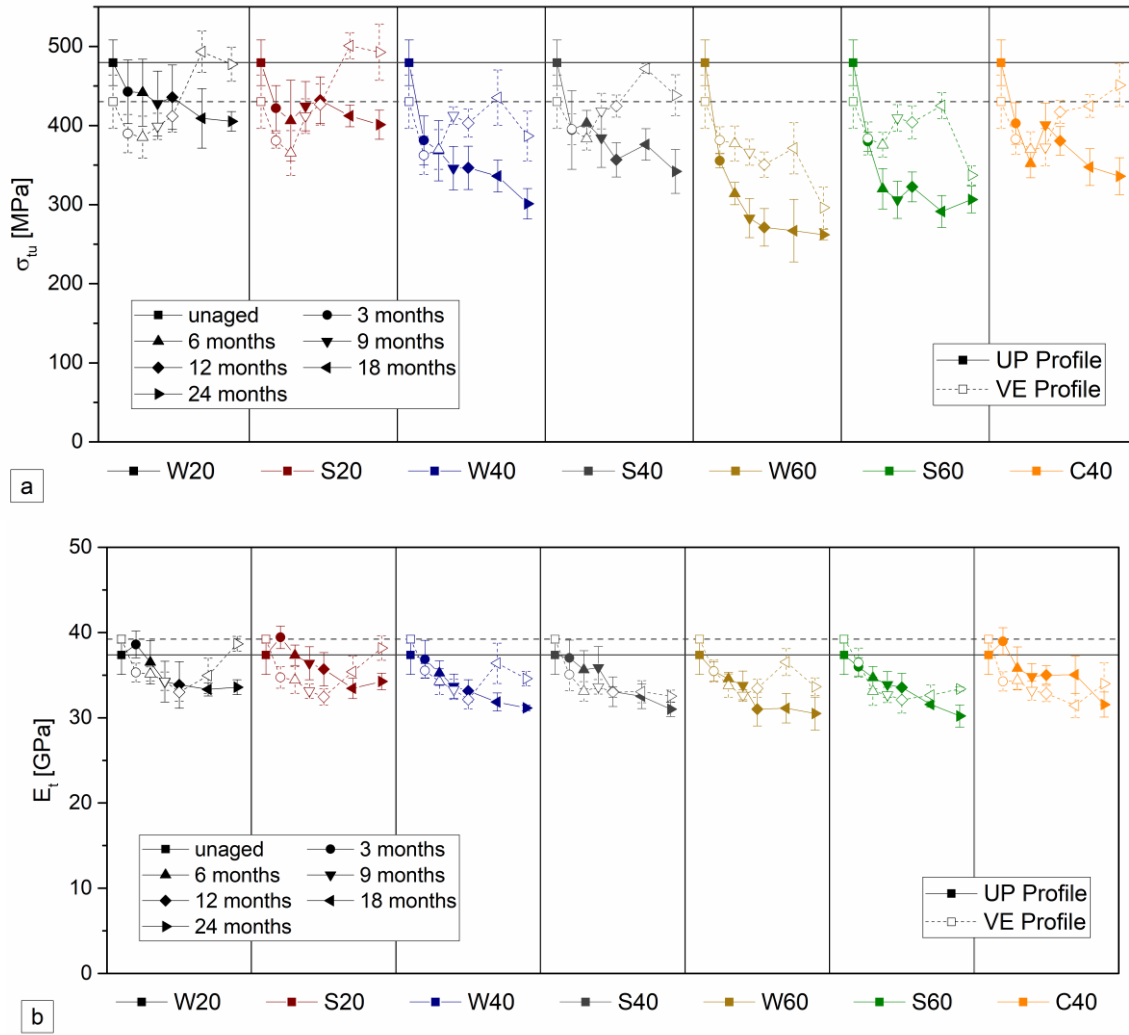 a
500
400
300
200
100
0
σtu [MPa]
unaged 3 months
6 months 9 months
12 months 18 months
24 months
UP Profile
VE Profile
W20 S20 W40 S40 W60 S60 C40
b
50
40
30
20
10
0
Et [GPa]
unaged 3 months
6 months 9 months
12 months 18 months
24 months
UP Profile
VE Profile
W20 S20 W40 S40 W60 S60 C40